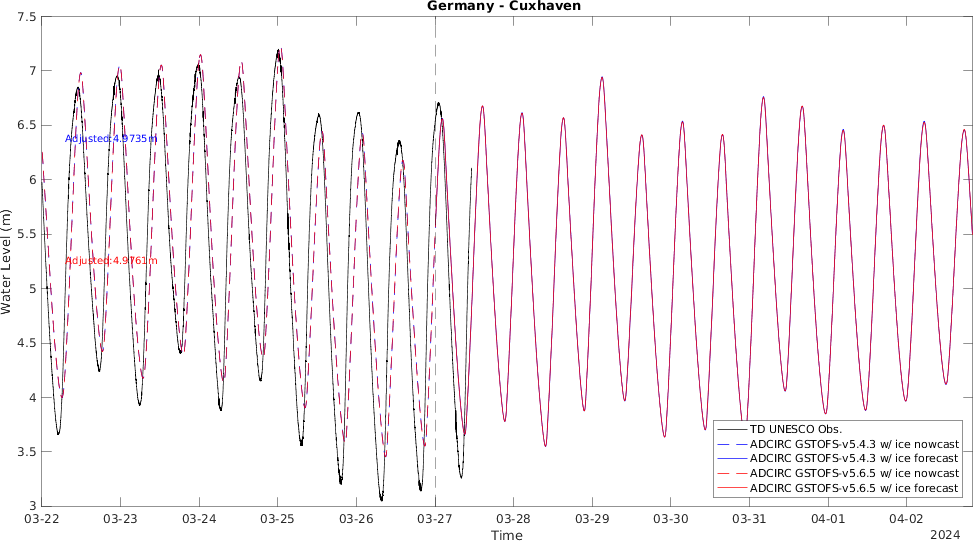 Germany - Cuxhaven
7.5
7
6.5
6
5.5
5
4.5
4
3.5
3
Water Level (m)
Adjusted:4.9735m
Adjusted:4.9761m
TD UNESCO Obs.
ADCIRC GSTOFS-v5.4.3 w/ ice nowcast
ADCIRC GSTOFS-v5.4.3 w/ ice forecast
ADCIRC GSTOFS-v5.6.5 w/ ice nowcast
ADCIRC GSTOFS-v5.6.5 w/ ice forecast
03-22 03-23 03-24 03-25 03-26 03-27 03-28 03-29 03-30 03-31 04-01 04-02
Time
2024